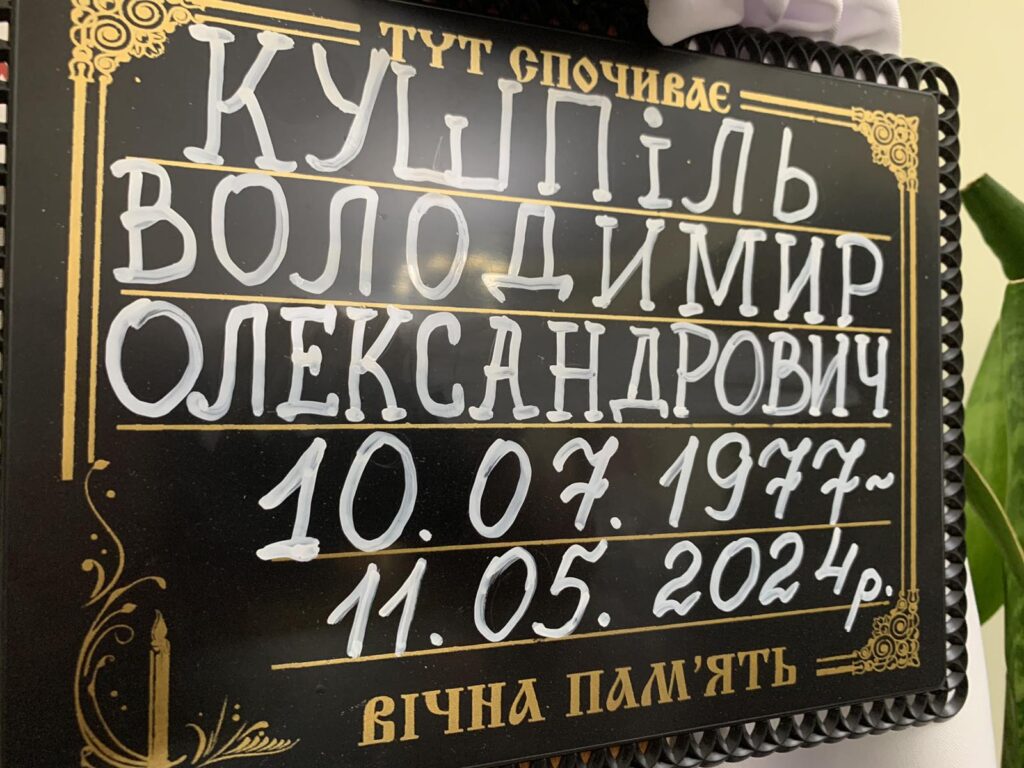 ТУТ СПОЧИВАЄ
КУШПІЛЬ
ВОЛОДИМИР
ОЛЕКСАНДРОВИЧ
10. 07. 1977~
11. 05. 2024р.
ВІЧНА ПАМ'ЯТЬ